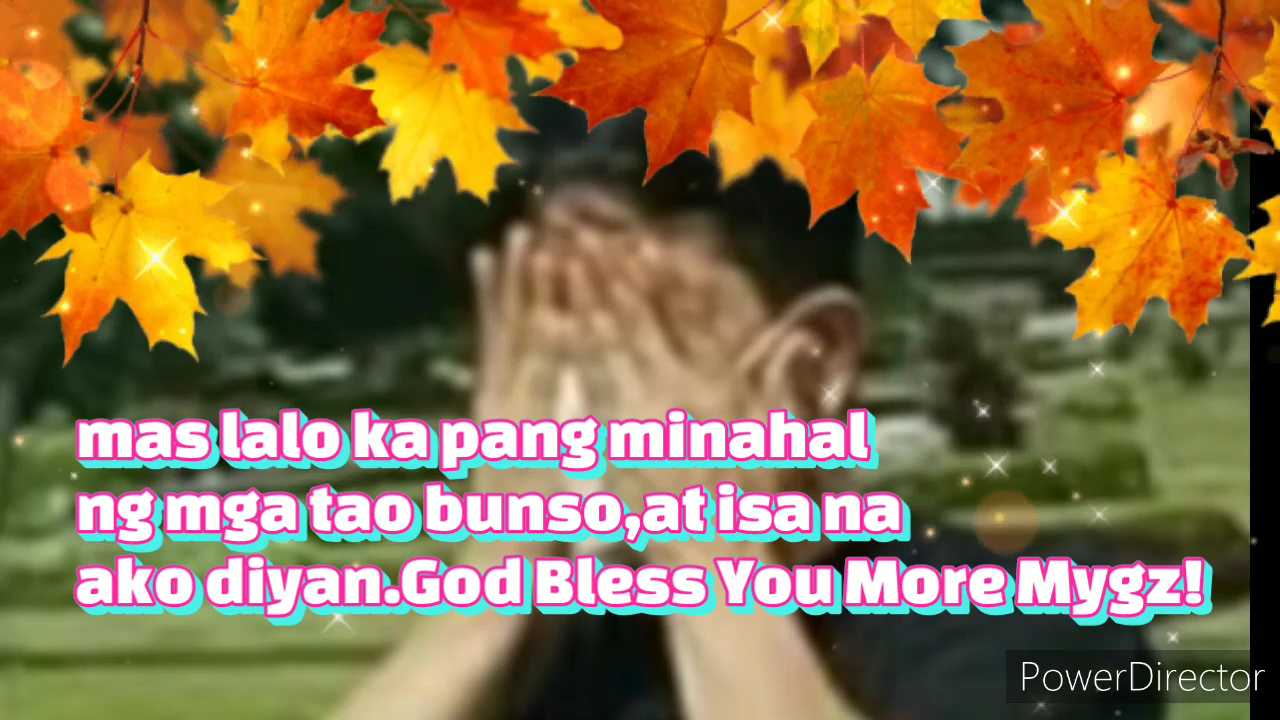 mas lalo ka pang minahal
ng mga tao bunso,at isa na
ako diyan.God Bless You More Mygz!
PowerDirector